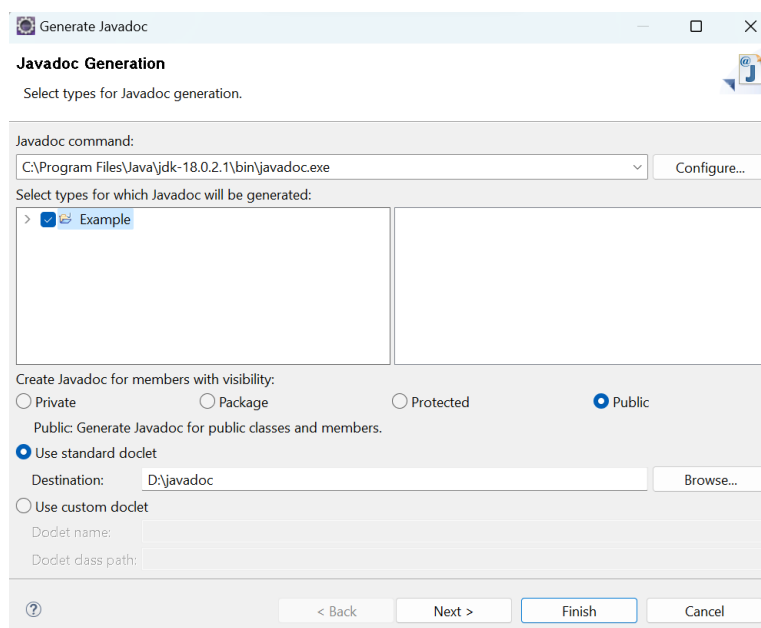 Generate Javadoc
Javadoc Generation
Select types for Javadoc generation.
@
J
Javadoc command:
C:\Program Files\Java\jdk-18.0.2.1\bin\javadoc.exe
Configure...
Select types for which Javadoc will be generated:
Example
Create Javadoc for members with visibility:
Private Package Protected Public
Public: Generate Javadoc for public classes and members.
Use standard doclet
Destination: D:\javadoc Browse...
Use custom doclet
Doclet name:
Doclet class path:
? < Back Next > Finish Cancel